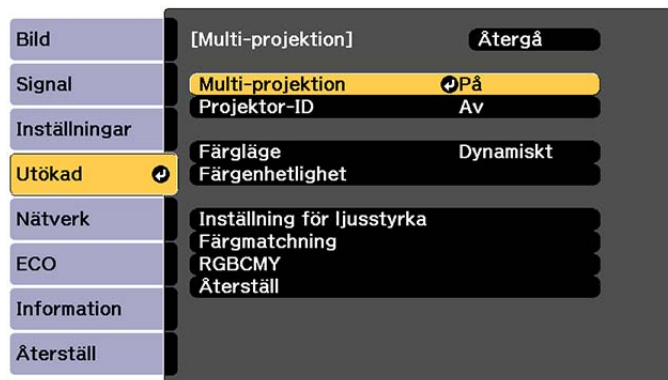 Bild
Signal
Inställningar
Utökad
Nätverk
ECO
Information
Återställ
[Multi-projektion] Återgå
Multi-projektion På
Projektor-ID Av
Färgläge Dynamiskt
Färgenhetlighet
Inställning för ljusstyrka
Färgmatchning
RGBCMY
Återställ